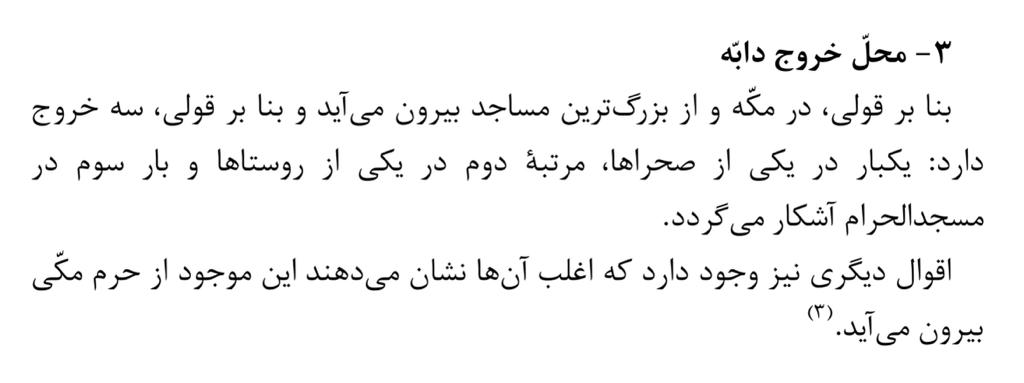 ۳- محلّ خروج دابّه
بنا بر قولی، در مکّه و از بزرگ‌ترین مساجد بیرون می‌آید و بنا بر قولی، سه خروج
دارد: یکبار در یکی از صحراها، مرتبۀ دوم در یکی از روستاها و بار سوم در
مسجدالحرام آشکار می‌گردد.
اقوال دیگری نیز وجود دارد که اغلب آن‌ها نشان می‌دهند این موجود از حرم مکّی
بیرون می‌آید.(۳)